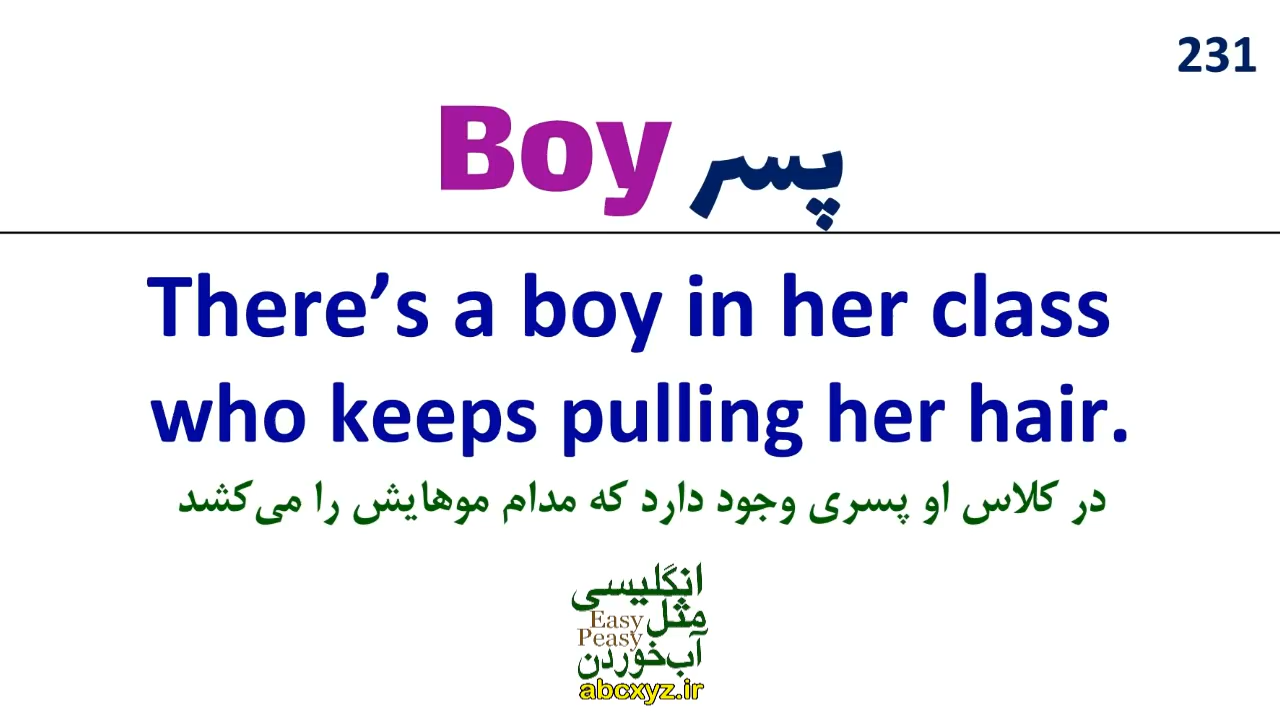 231
Boy پسر
There’s a boy in her class
who keeps pulling her hair.
در کلاس او پسری وجود دارد که مدام موهایش را می‌کشد
انگلیسی
مثل Easy
Peasy
آب‌خوردن
abcxyz.ir